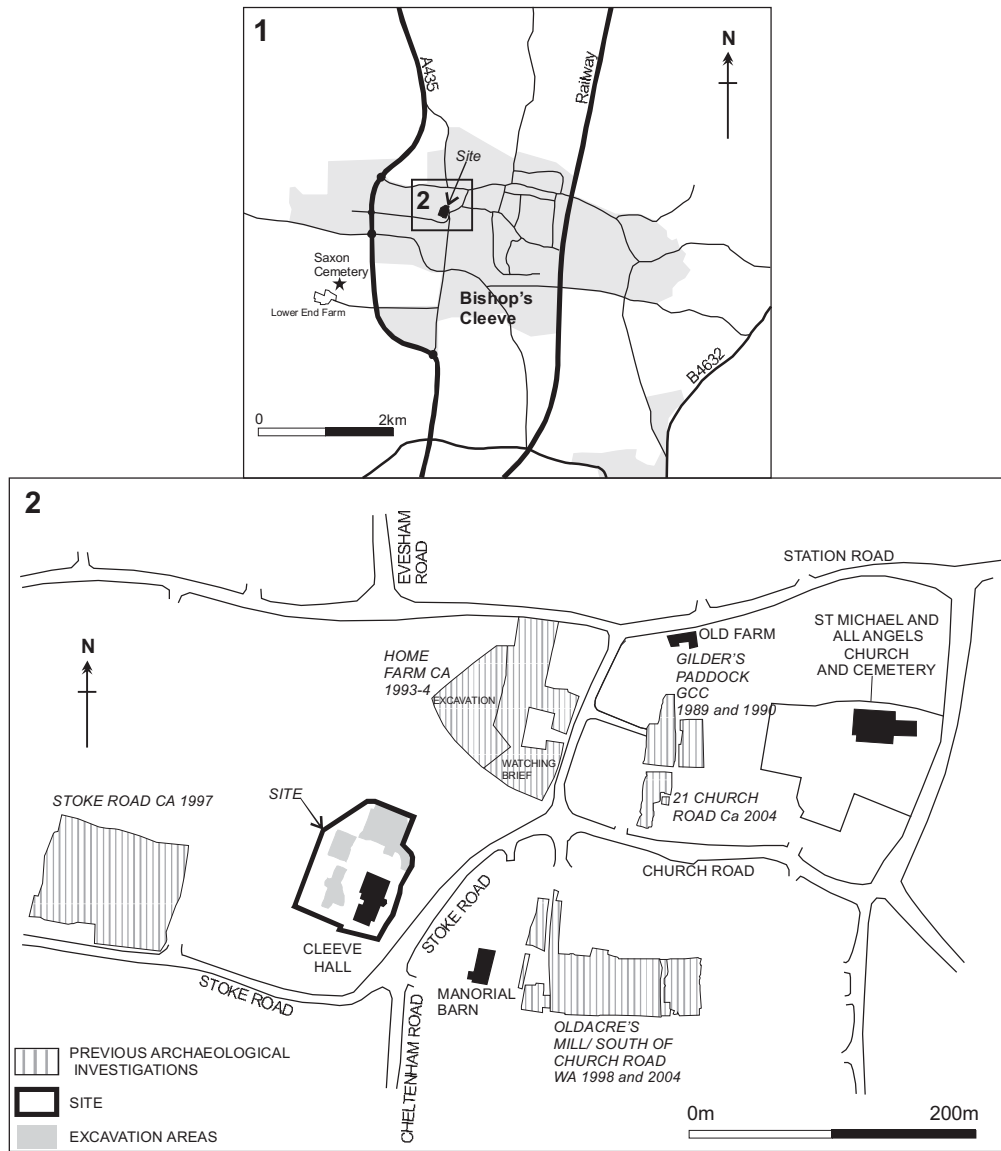 1
N
A435
Railway
Site
2
Saxon
Cemetery
Lower End Farm
Bishop's
Cleeve
B4632
0
2km
2
EVESHAM
ROAD
STATION ROAD
N
HOME
FARM CA
1993-4
EXCAVATION
WATCHING
BRIEF
OLD FARM
GILDER'S
PADDOCK
GCC
1989 and 1990
ST MICHAEL AND
ALL ANGELS
CHURCH
AND CEMETERY
STOKE ROAD CA 1997
SITE
21 CHURCH
ROAD Ca 2004
CHURCH ROAD
STOKE ROAD
CLEEVE
HALL
STOKE ROAD
MANORIAL
BARN
CHELTENHAM ROAD
OLDACRE'S
MILL/ SOUTH OF
CHURCH ROAD
WA 1998 and 2004
PREVIOUS ARCHAEOLOGICAL
INVESTIGATIONS
SITE
EXCAVATION AREAS
0m
200m